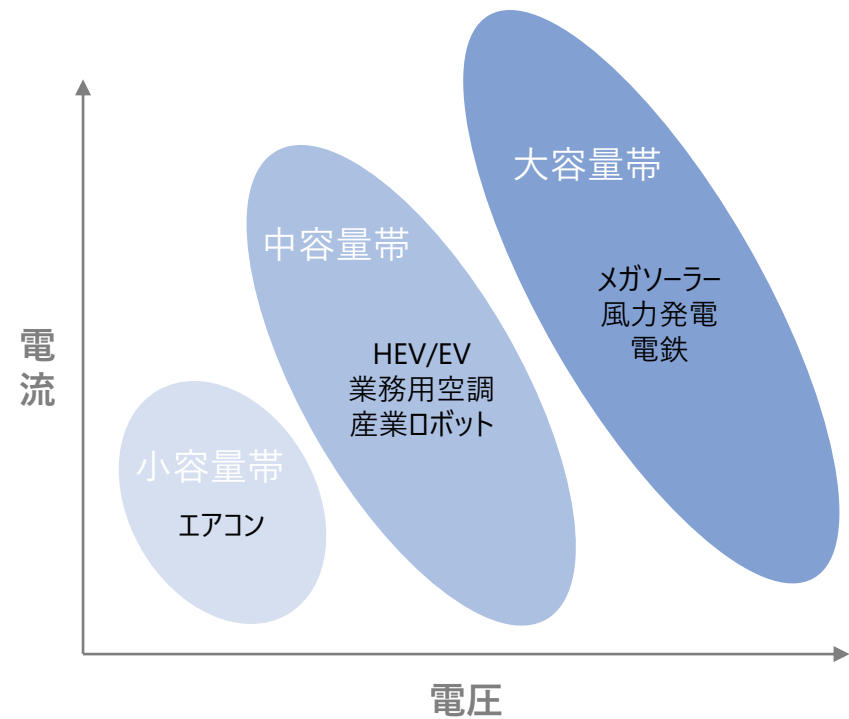 大容量帯
メガソーラー
風力発電
電鉄
中容量帯
HEV/EV
業務用空調
産業ロボット
小容量帯
エアコン
電流
電圧